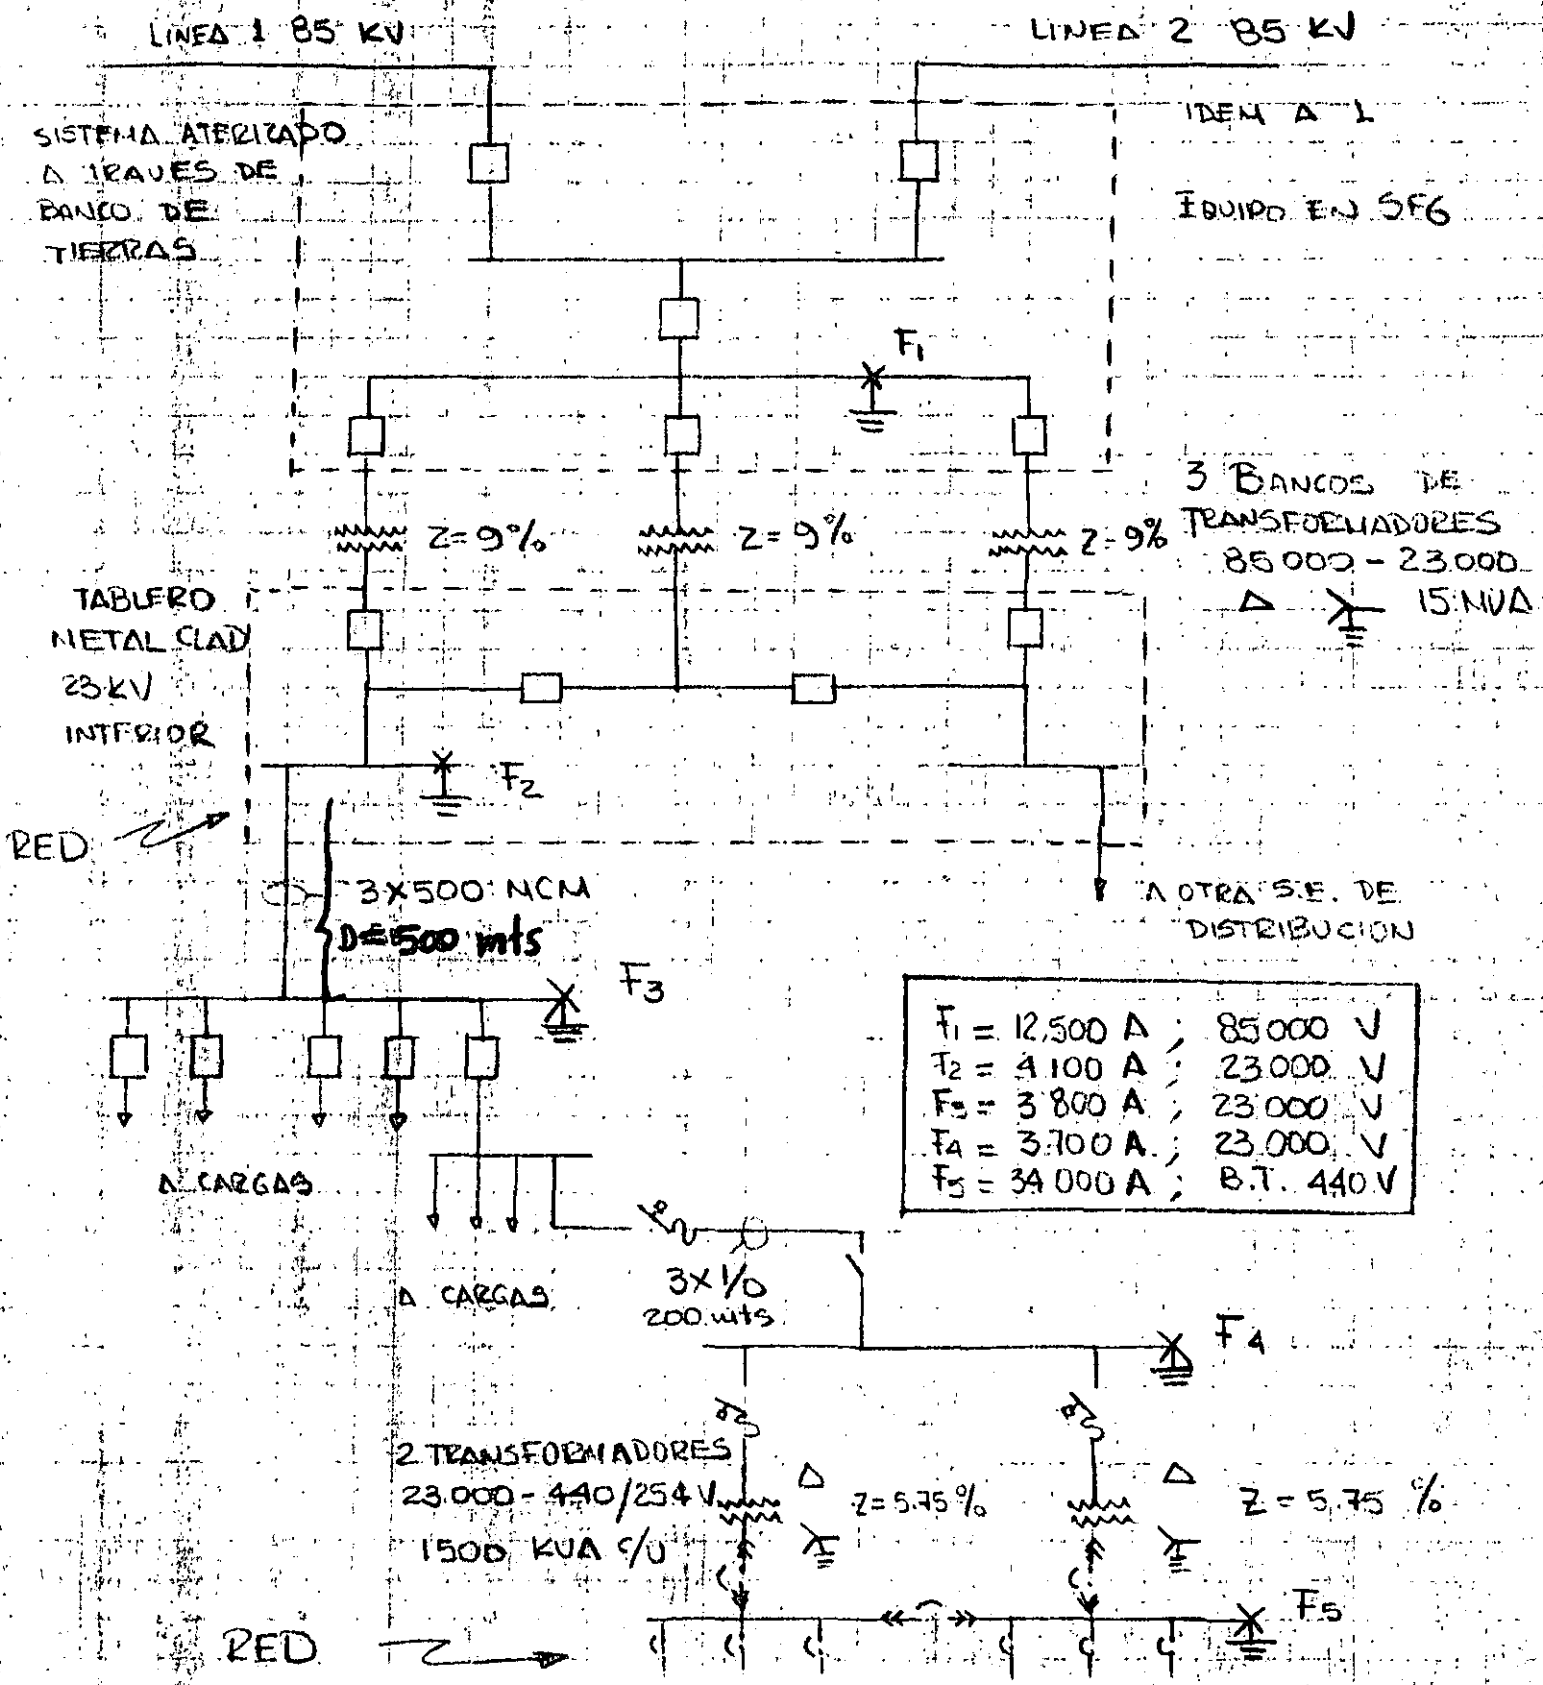 LINEA 1 85 KV
LINEA 2 85 KV
SISTEMA ATERIZADO
A TRAVES DE
BANCO DE
TIERRAS
IDEM A 1
EQUIPO EN SF6
F1
3 BANCOS DE
TRANSFORMADORES
85000 - 23.000
Δ 15 MVA
Z=9%
Z=9%
Z=9%
TABLERO
METAL CLAD
23 KV
INTERIOR
F2
RED
3X500 MCM
D=500 mts
A OTRA S.E. DE
DISTRIBUCION
F3
F1 = 12,500 A ; 85000 V
F2 = 4.100 A ; 23.000 V
F3 = 3 800 A ; 23 000 V
F4 = 3.700 A ; 23.000 V
F5 = 34 000 A ; B.T. 440 V
A CARGAS
A CARGAS
3X1/0
200 mts
F4
2 TRANSFORMADORES
23.000 - 440/254 V
1500 KVA C/U
Δ
Z=5.75%
Δ
Z=5.75 %
F5
RED